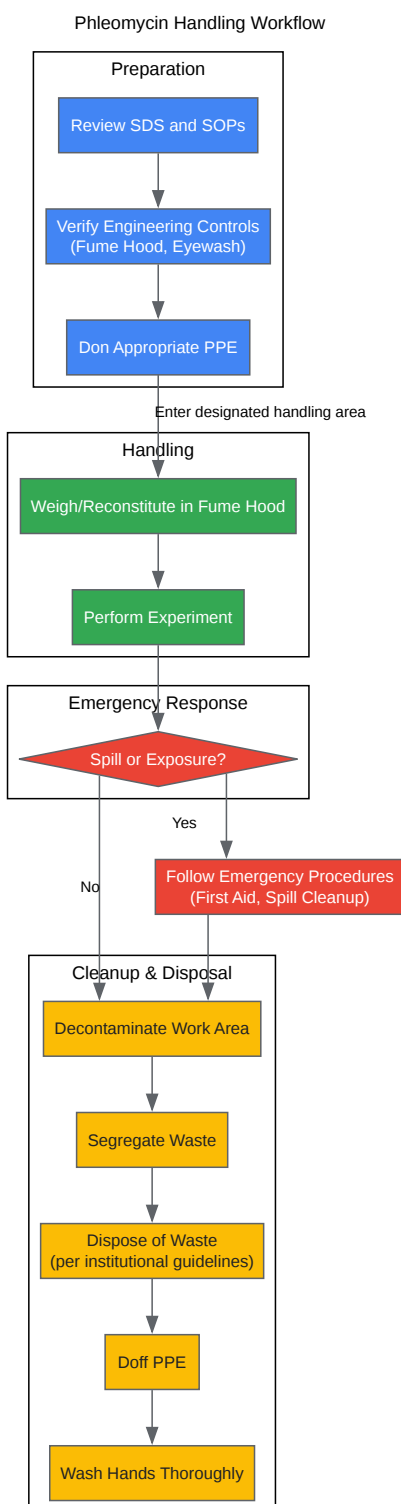 Phleomycin Handling Workflow
Preparation
Review SDS and SOPs
Verify Engineering Controls
(Fume Hood, Eyewash)
Don Appropriate PPE
Enter designated handling area
Handling
Weigh/Reconstitute in Fume Hood
Perform Experiment
Emergency Response
Spill or Exposure?
Yes
No
Follow Emergency Procedures
(First Aid, Spill Cleanup)
Cleanup & Disposal
Decontaminate Work Area
Segregate Waste
Dispose of Waste
(per institutional guidelines)
Doff PPE
Wash Hands Thoroughly